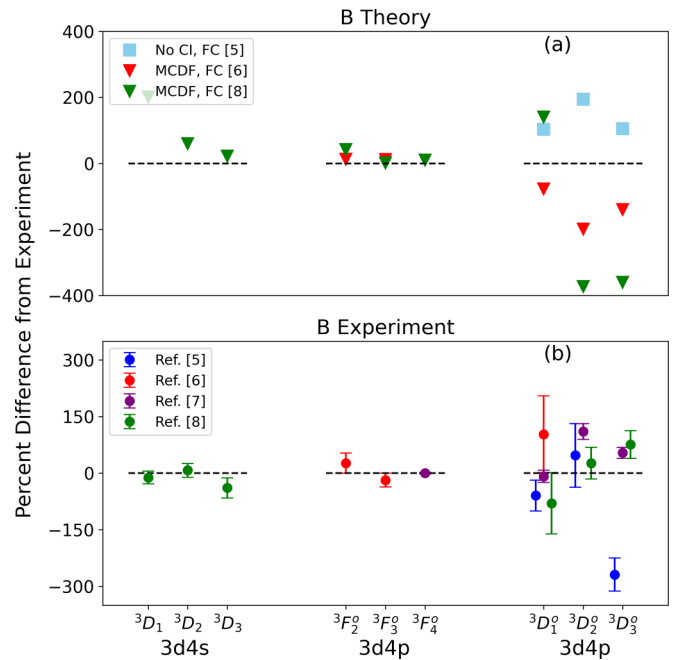 B Theory
(a)
No CI, FC [5]
MCDF, FC [6]
MCDF, FC [8]
400
200
0
−200
−400
Percent Difference from Experiment
B Experiment
(b)
Ref. [5]
Ref. [6]
Ref. [7]
Ref. [8]
300
150
0
−150
−300
³D₁ ³D₂ ³D₃ ³F₂ᵒ ³F₃ᵒ ³F₄ᵒ ³D₁ᵒ ³D₂ᵒ ³D₃ᵒ
3d4s 3d4p 3d4p